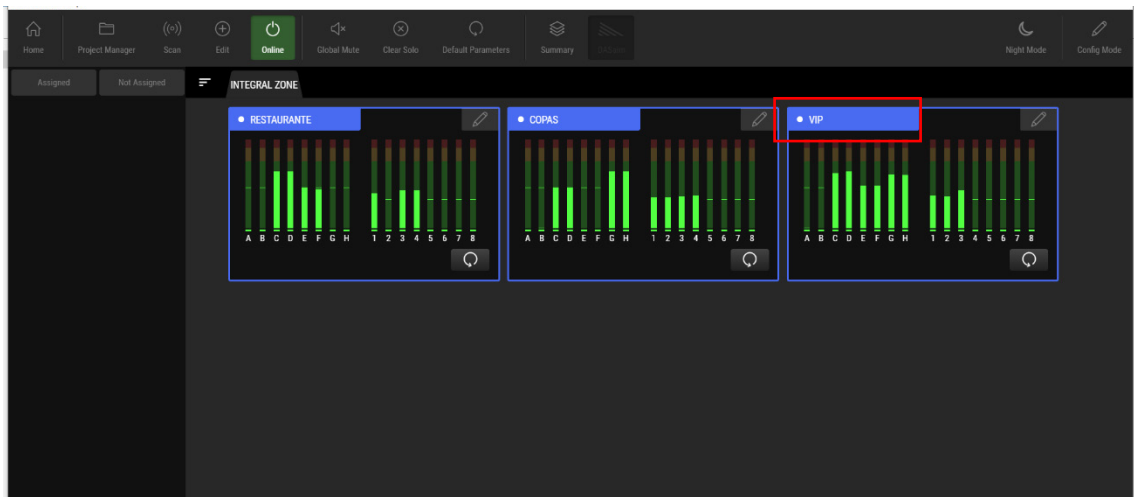 Home Project Manager Scan Edit Online Global Mute Clear Solo Default Parameters Summary Night Mode Config Mode
Assigned Not Assigned INTEGRAL ZONE
RESTAURANTE
A B C D E F G H 1 2 3 4 5 6 7 8
COPAS
A B C D E F G H 1 2 3 4 5 6 7 8
VIP
A B C D E F G H 1 2 3 4 5 6 7 8